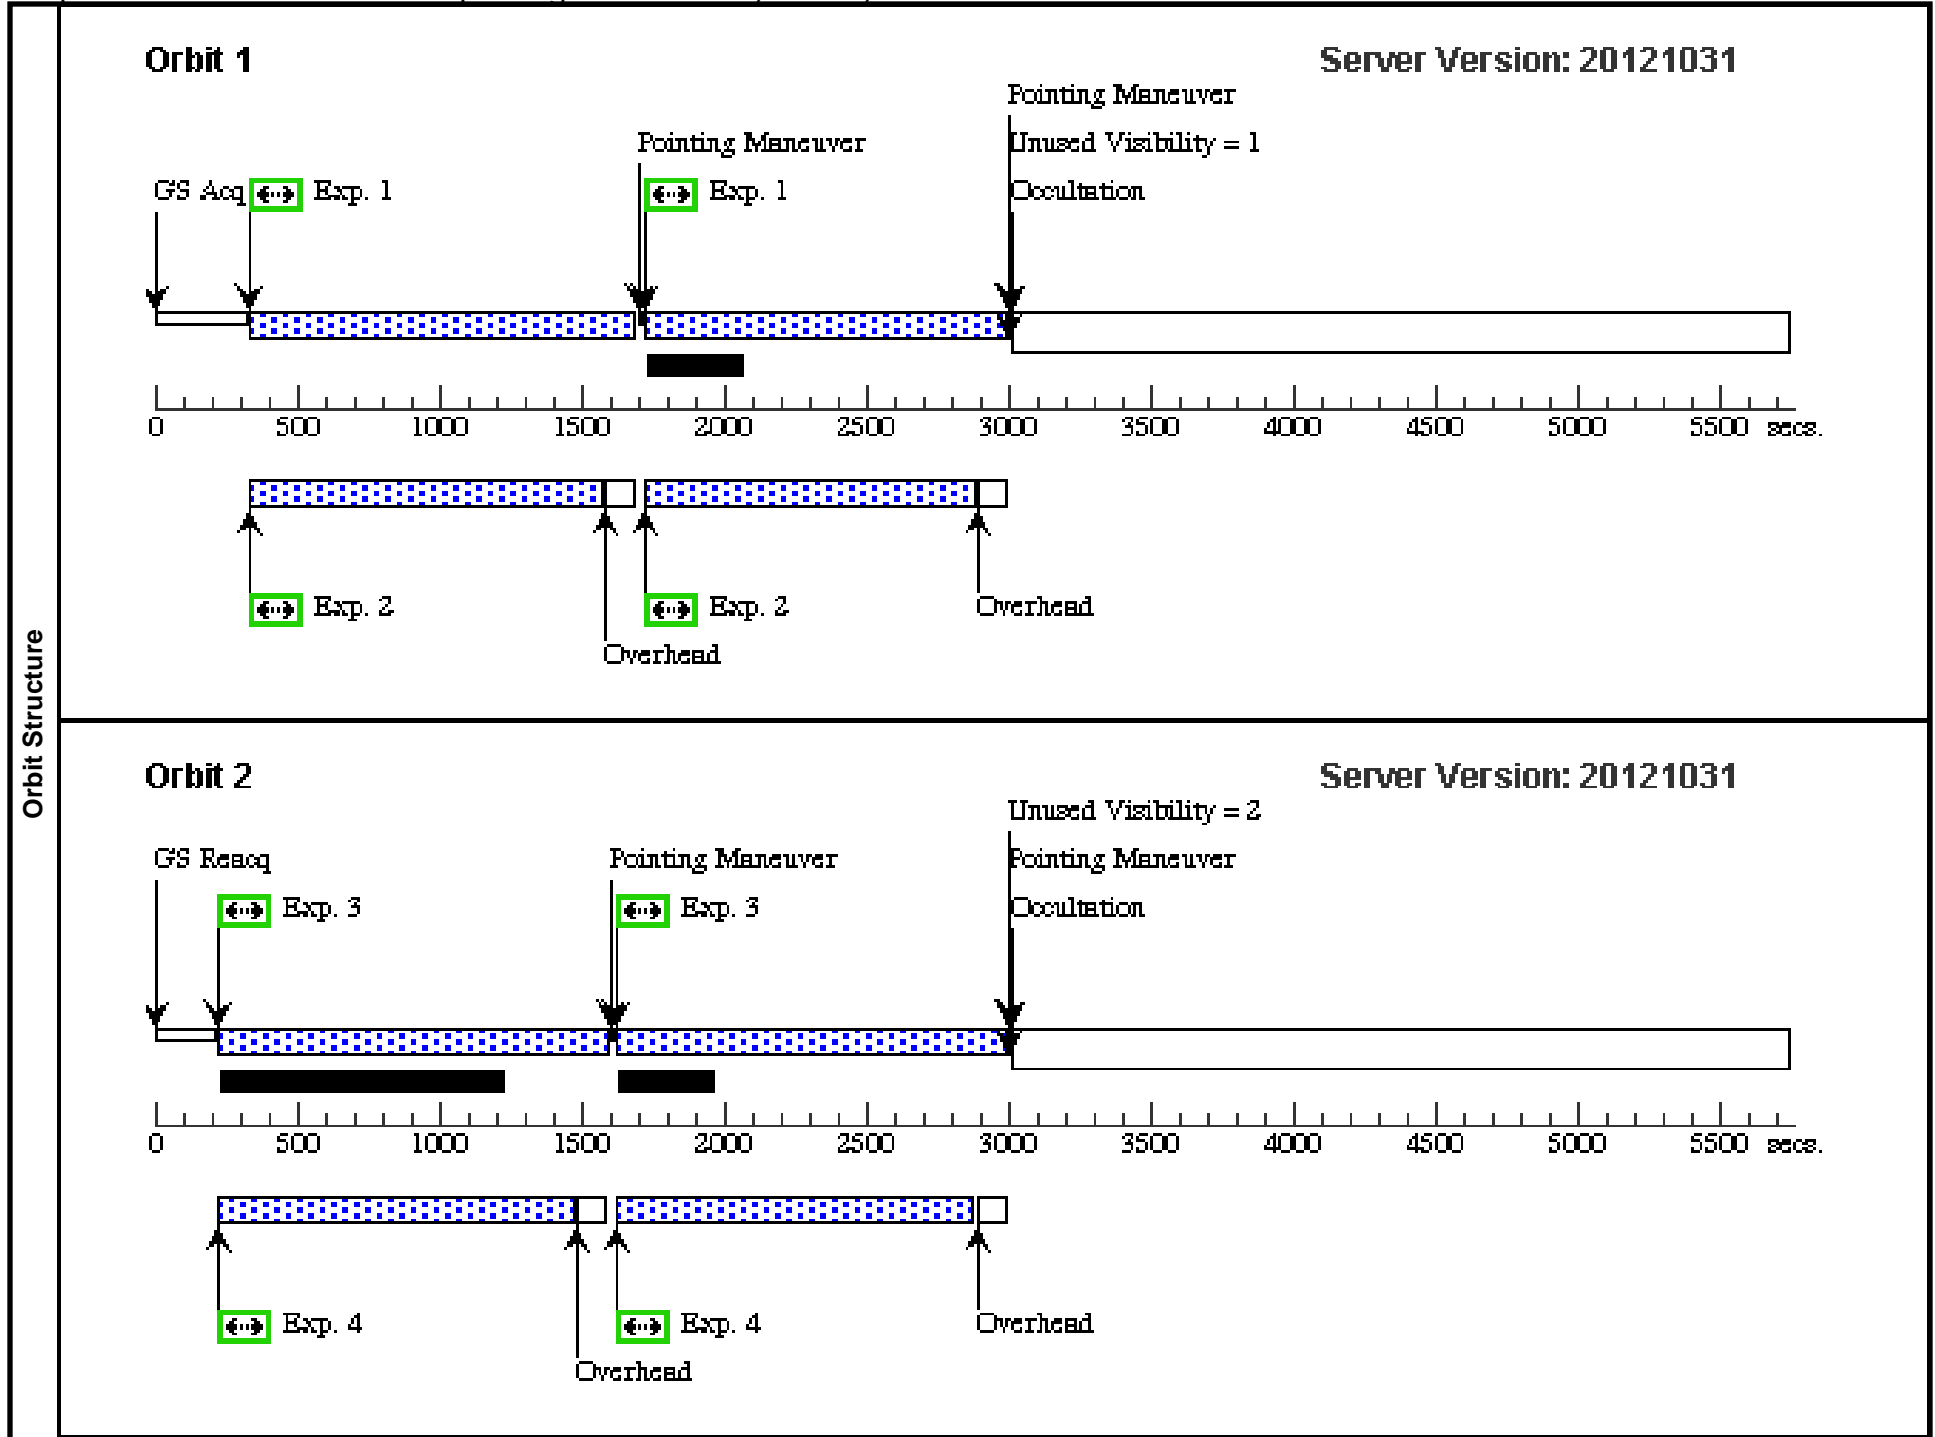 Orbit Structure
Orbit 1
Server Version: 20121031
Pointing Maneuver
Pointing Maneuver
Unused Visibility = 1
GS Acq
Exp. 1
Exp. 1
Occultation
0 500 1000 1500 2000 2500 3000 3500 4000 4500 5000 5500 secs.
Exp. 2
Exp. 2
Overhead
Overhead
Orbit 2
Server Version: 20121031
Unused Visibility = 2
GS Reacq
Pointing Maneuver
Pointing Maneuver
Exp. 3
Exp. 3
Occultation
0 500 1000 1500 2000 2500 3000 3500 4000 4500 5000 5500 secs.
Exp. 4
Exp. 4
Overhead
Overhead